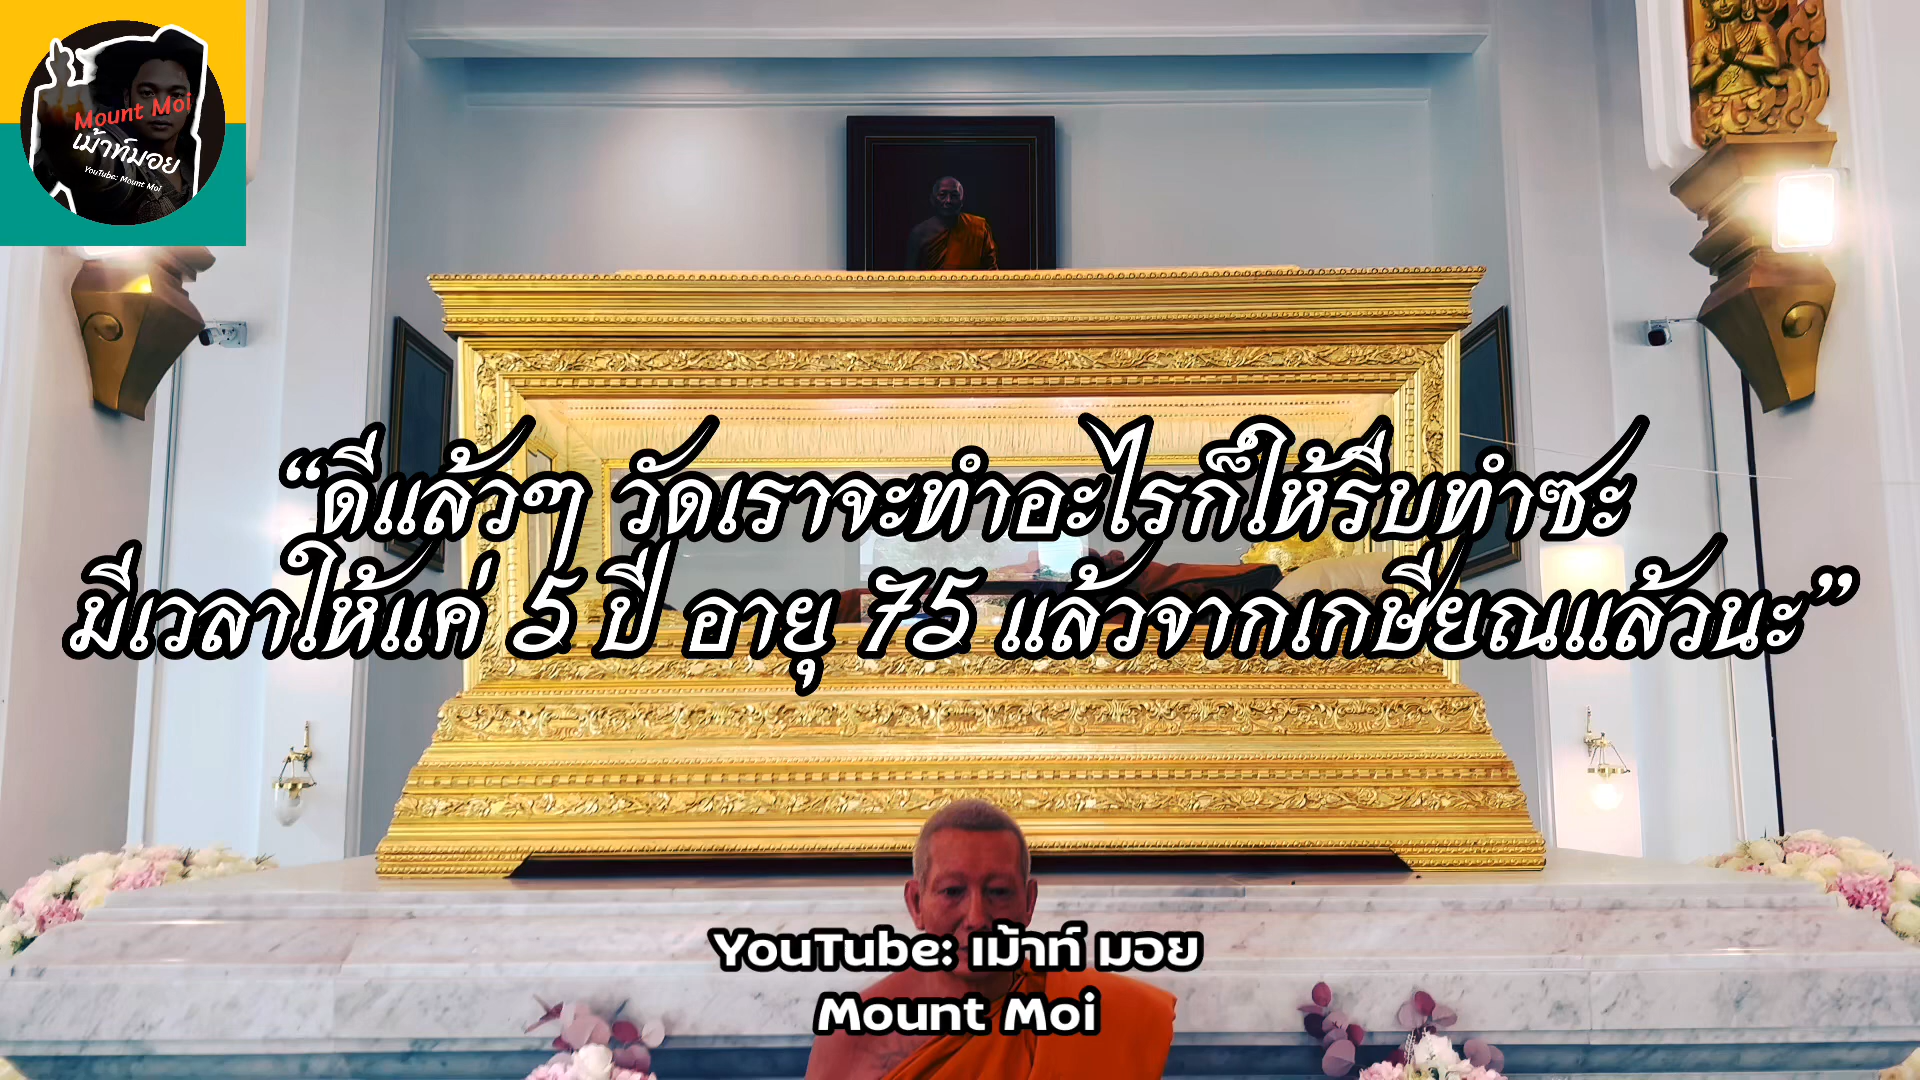 Mount Moi
เม้าท์มอย
YouTube: Mount Moi
“ดีแล้วๆ วัดเราจะทำอะไรก็ให้รีบทำซะ
มีเวลาให้แค่ 5 ปี อายุ 75 แล้วจากเกษียณแล้วนะ”
YouTube: เม้าท์ มอย
Mount Moi